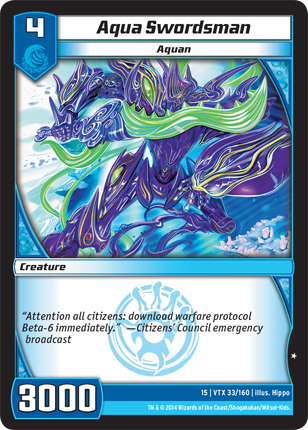 4
Aqua Swordsman
Aquan
Creature
“Attention all citizens: download warfare protocol
Beta-6 immediately.” —Citizens’ Council emergency
broadcast
3000
15 | VTX 33/160 | illus. Hippo
TM & © 2014 Wizards of the Coast/Shogakukan/Mitsui-Kids.